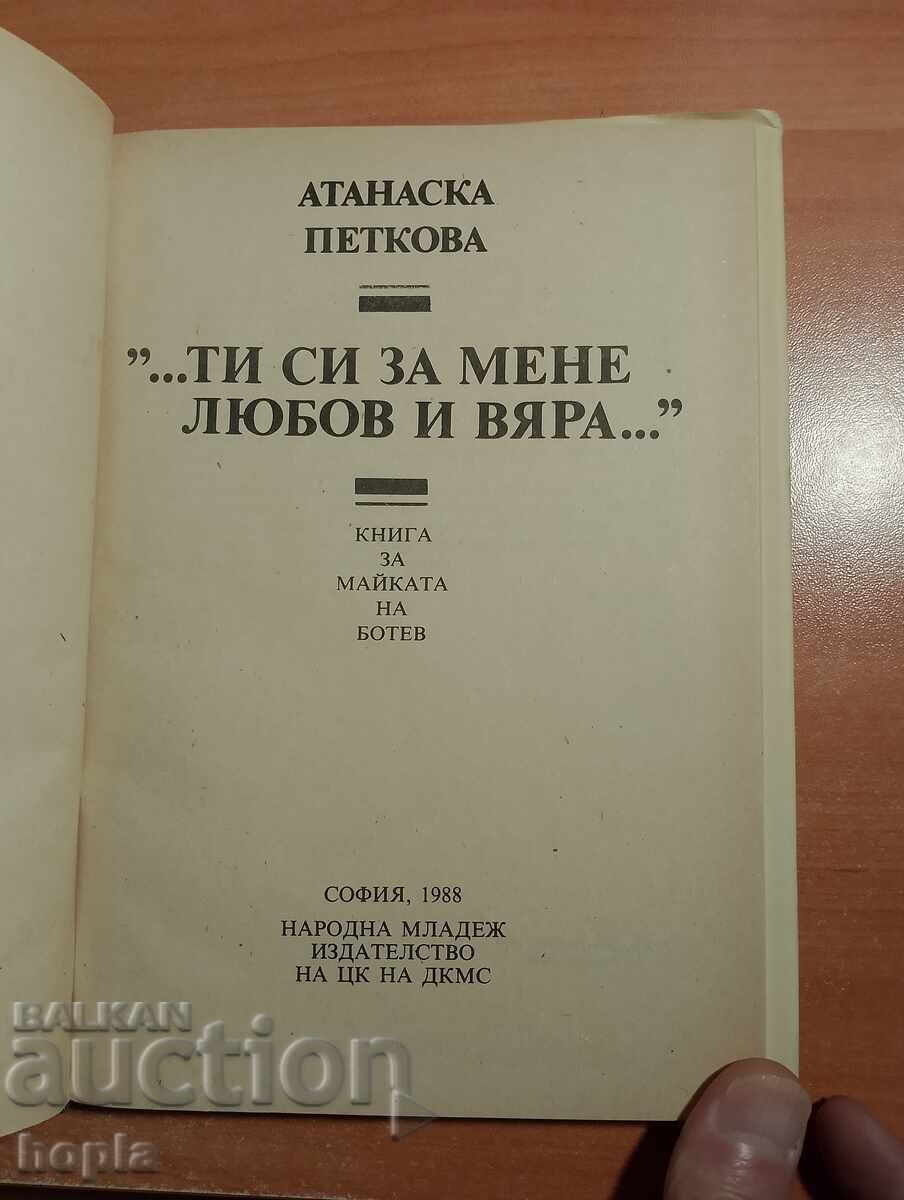 АТАНАСКА
ПЕТКОВА
"...ТИ СИ ЗА МЕНЕ
ЛЮБОВ И ВЯРА..."
КНИГА
ЗА
МАЙКАТА
НА
БОТЕВ
СОФИЯ, 1988
НАРОДНА МЛАДЕЖ
ИЗДАТЕЛСТВО
НА ЦК НА ДКМС
BALKAN
auction
hopla